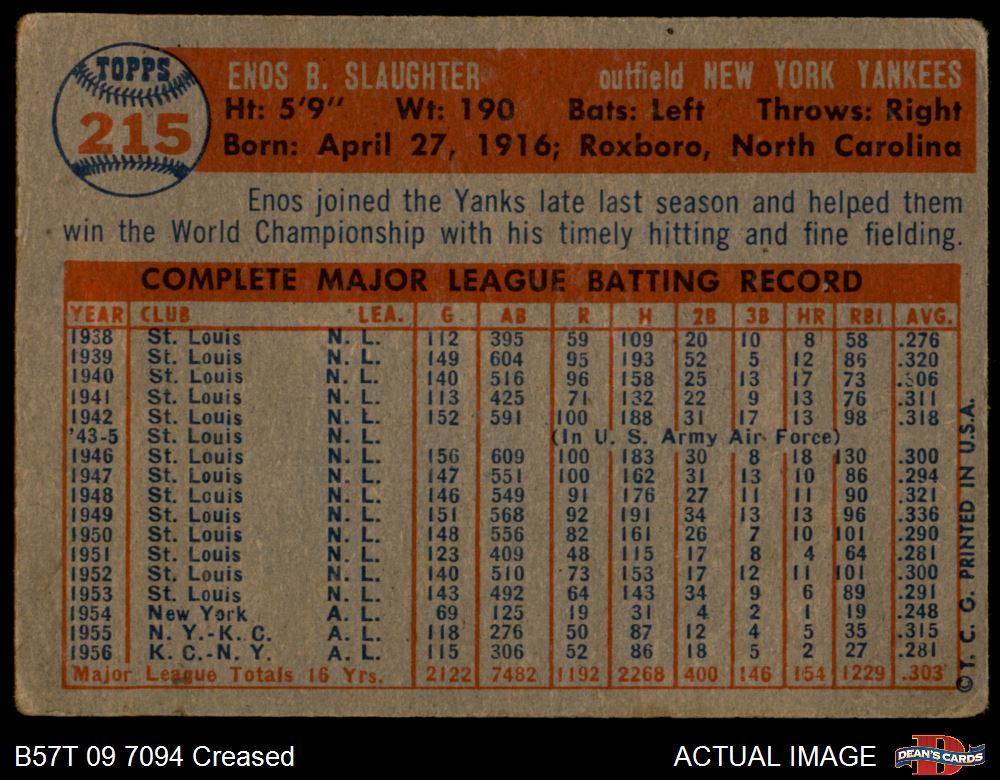 TOPPS
215
ENOS B. SLAUGHTER outfield NEW YORK YANKEES
Ht: 5'9" Wt: 190 Bats: Left Throws: Right
Born: April 27, 1916; Roxboro, North Carolina
Enos joined the Yanks late last season and helped them
win the World Championship with his timely hitting and fine fielding.
COMPLETE MAJOR LEAGUE BATTING RECORD
YEAR CLUB LEA. G AB R H 2B 3B HR RBI AVG.
1938 St. Louis N. L. 112 395 59 109 20 10 8 58 .276
1939 St. Louis N. L. 149 604 95 193 52 5 12 86 .320
1940 St. Louis N. L. 140 516 96 158 25 13 17 73 .306
1941 St. Louis N. L. 113 425 71 132 22 9 13 76 .311
1942 St. Louis N. L. 152 591 100 188 31 17 13 98 .318
'43-5 St. Louis N. L. (In U. S. Army Air Force)
1946 St. Louis N. L. 156 609 100 183 30 8 18 130 .300
1947 St. Louis N. L. 147 551 100 162 31 13 10 86 .294
1948 St. Louis N. L. 146 549 91 176 27 11 11 90 .321
1949 St. Louis N. L. 151 568 92 191 34 13 13 96 .336
1950 St. Louis N. L. 148 556 82 161 26 7 10 101 .290
1951 St. Louis N. L. 123 409 48 115 17 8 4 64 .281
1952 St. Louis N. L. 140 510 73 153 17 12 11 101 .300
1953 St. Louis N. L. 143 492 64 143 34 9 6 89 .291
1954 New York A. L. 69 125 19 31 4 2 1 19 .248
1955 N. Y.-K. C. A. L. 118 276 50 87 12 4 5 35 .315
1956 K. C.-N. Y. A. L. 115 306 52 86 18 5 2 27 .281
Major League Totals 16 Yrs. 2122 7482 1192 2268 400 146 154 1229 .303
©T. C. G. PRINTED IN U.S.A.
B57T 09 7094 Creased
ACTUAL IMAGE
D
DEAN'S CARDS